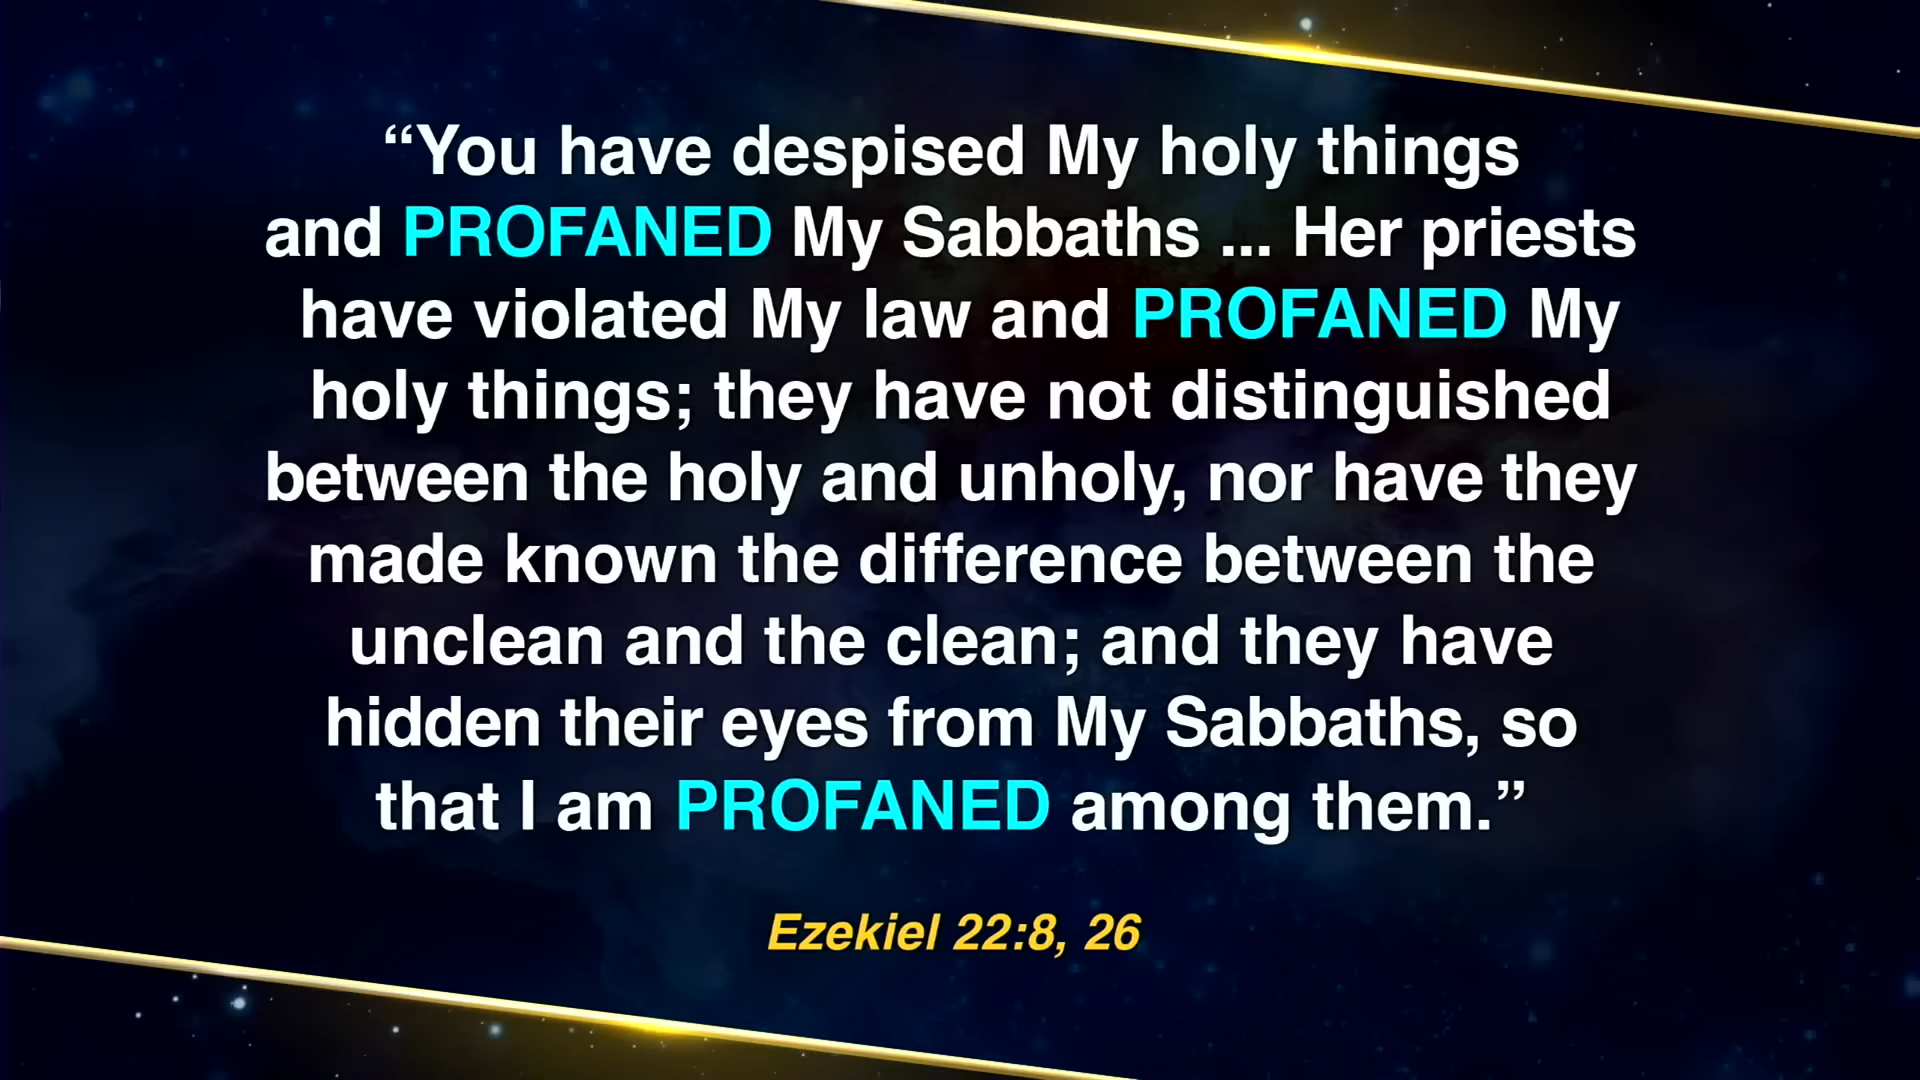 “You have despised My holy things
and PROFANED My Sabbaths ... Her priests
have violated My law and PROFANED My
holy things; they have not distinguished
between the holy and unholy, nor have they
made known the difference between the
unclean and the clean; and they have
hidden their eyes from My Sabbaths, so
that I am PROFANED among them.”
Ezekiel 22:8, 26